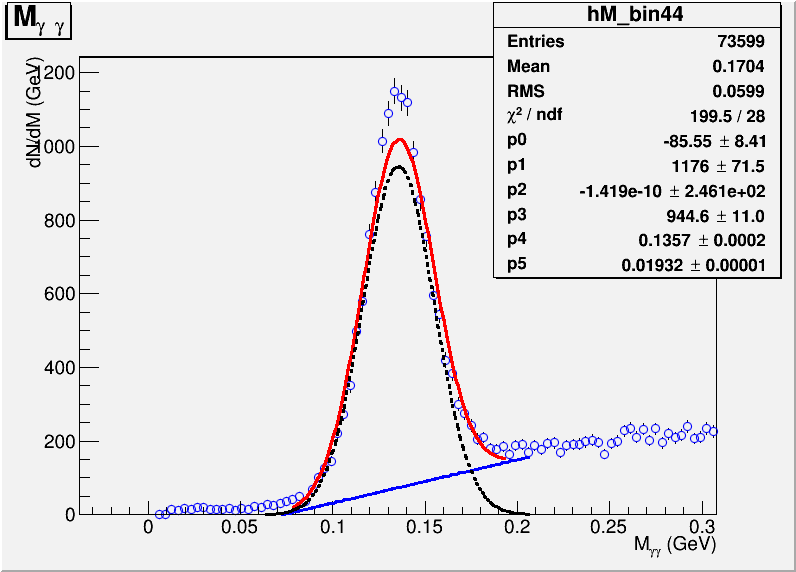 M γ γ
hM_bin44
Entries 73599
Mean 0.1704
RMS 0.0599
χ² / ndf 199.5 / 28
p0 -85.55 ± 8.41
p1 1176 ± 71.5
p2 -1.419e-10 ± 2.461e+02
p3 944.6 ± 11.0
p4 0.1357 ± 0.0002
p5 0.01932 ± 0.00001
dN/dM (GeV)
1200
1000
800
600
400
200
0
0 0.05 0.1 0.15 0.2 0.25 0.3
Mγγ (GeV)